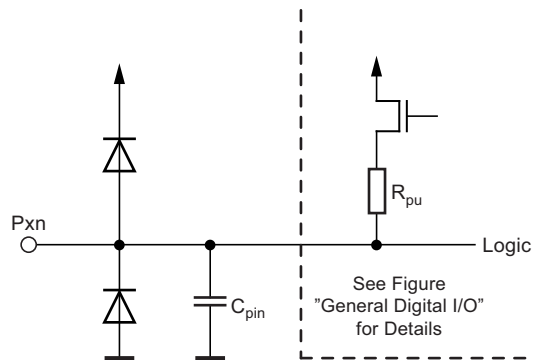 Pxn
R_pu
Logic
C_pin
See Figure
"General Digital I/O"
for Details